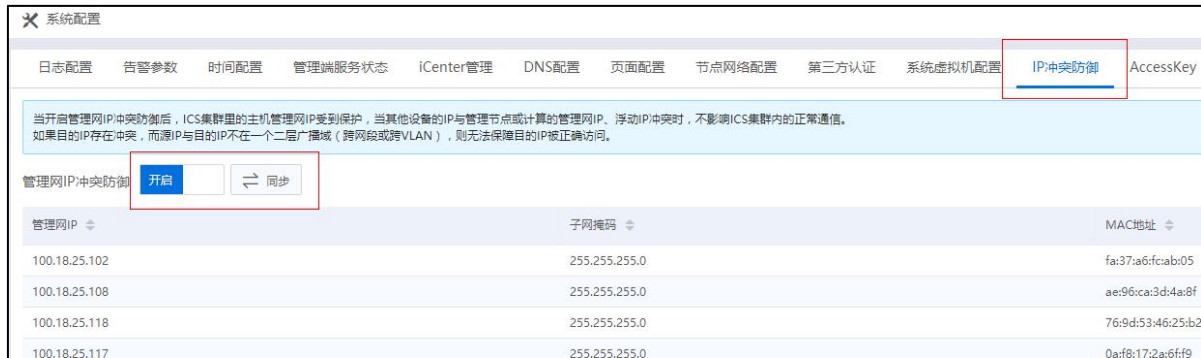 系统配置
日志配置 告警参数 时间配置 管理端服务状态 iCenter管理 DNS配置 页面配置 节点网络配置 第三方认证 系统虚拟机配置 IP冲突防御 AccessKey
当开启管理网IP冲突防御后，ICS集群里的主机管理网IP受到保护，当其他设备的IP与管理节点或计算的管理网IP、浮动IP冲突时，不影响ICS集群内的正常通信。
如果目的IP存在冲突，而源IP与目的IP不在一个二层广播域（跨网段或跨VLAN），则无法保障目的IP被正确访问。
管理网IP冲突防御 开启 同步
管理网IP 子网掩码 MAC地址
100.18.25.102 255.255.255.0 fa:37:a6:fc:ab:05
100.18.25.108 255.255.255.0 ae:96:ca:3d:4a:8f
100.18.25.118 255.255.255.0 76:9d:53:46:25:b2
100.18.25.117 255.255.255.0 0a:f8:17:2a:6f:f9